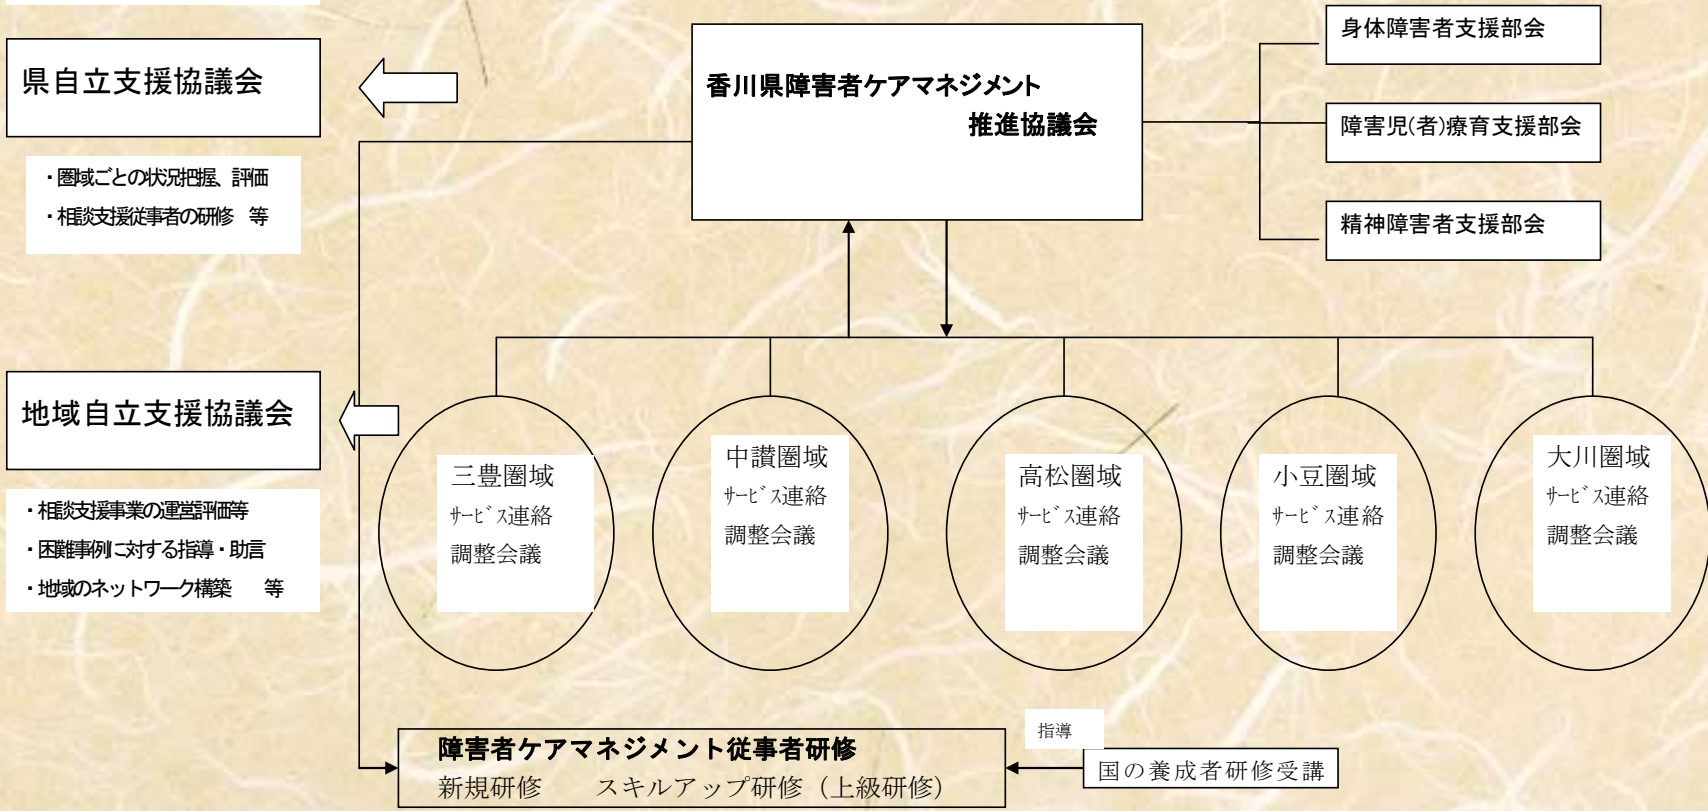 県自立支援協議会
・圏域ごとの状況把握、評価
・相談支援従事者の研修　等
香川県障害者ケアマネジメント
推進協議会
身体障害者支援部会
障害児(者)療育支援部会
精神障害者支援部会
地域自立支援協議会
・相談支援事業の運営評価等
・困難事例に対する指導・助言
・地域のネットワーク構築　　等
三豊圏域
ｻｰﾋﾞｽ連絡
調整会議
中讃圏域
ｻｰﾋﾞｽ連絡
調整会議
高松圏域
ｻｰﾋﾞｽ連絡
調整会議
小豆圏域
ｻｰﾋﾞｽ連絡
調整会議
大川圏域
ｻｰﾋﾞｽ連絡
調整会議
障害者ケアマネジメント従事者研修
新規研修　　スキルアップ研修（上級研修）
指導
国の養成者研修受講